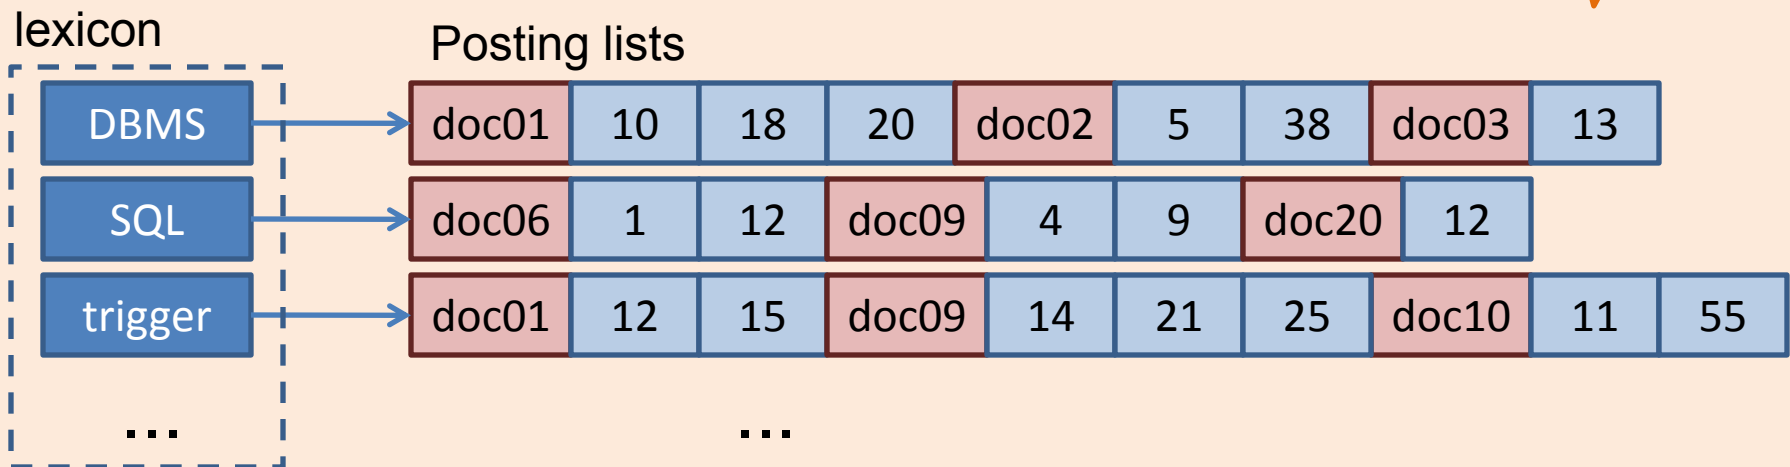 lexicon
Posting lists
DBMS doc01 10 18 20 doc02 5 38 doc03 13
SQL doc06 1 12 doc09 4 9 doc20 12
trigger doc01 12 15 doc09 14 21 25 doc10 11 55
... ...